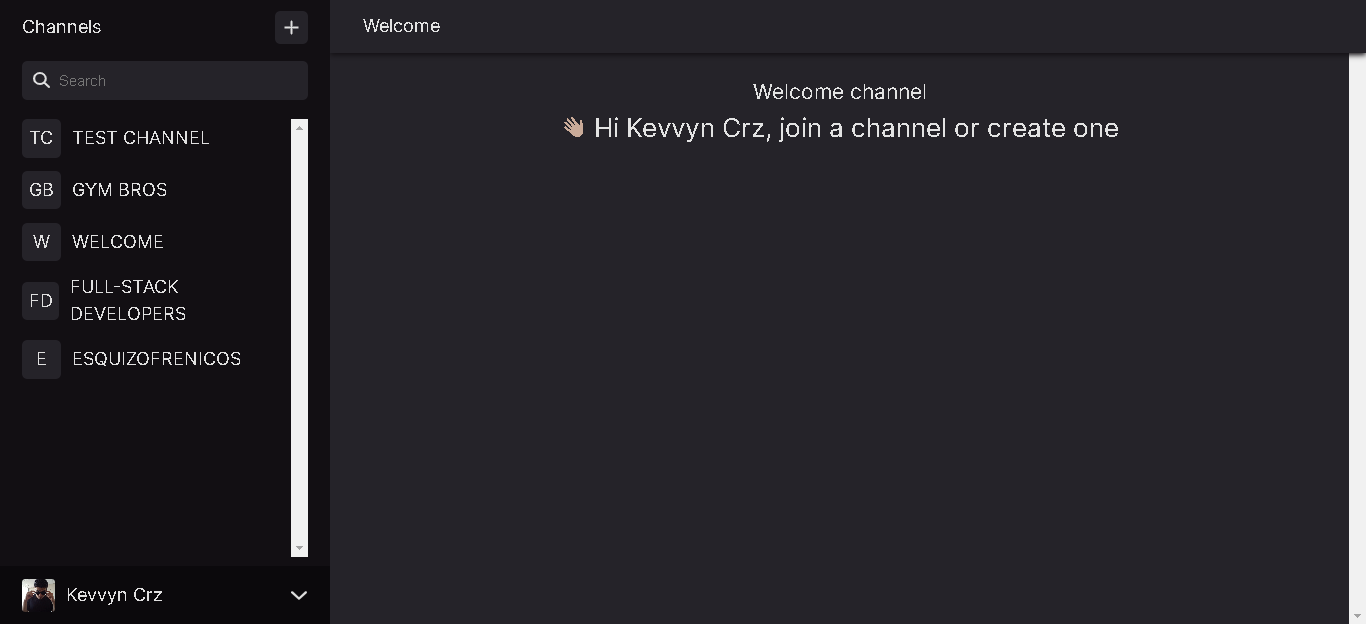 Channels
Search
TC TEST CHANNEL
GB GYM BROS
W WELCOME
FD FULL-STACK
DEVELOPERS
E ESQUIZOFRENICOS
Kevvyn Crz
Welcome
Welcome channel
👋🏽 Hi Kevvyn Crz, join a channel or create one